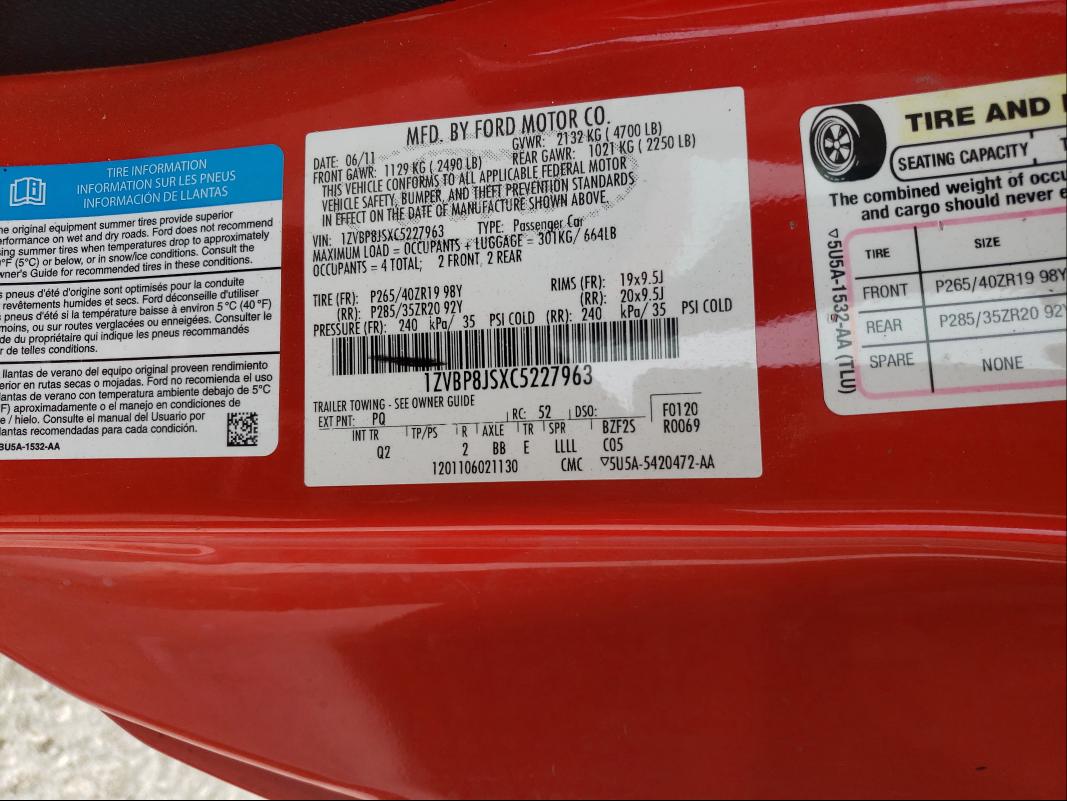 TIRE INFORMATION
INFORMATION SUR LES PNEUS
INFORMACIÓN DE LLANTAS
original equipment summer tires provide superior
on wet and dry roads. Ford does not recommend
summer tires when temperatures drop to approximately
(5°C) or below, or in snow/ice conditions. Consult the
Guide for recommended tires in these conditions.
pneus d'été d'origine sont optimisés pour la conduite
revêtements humides et secs. Ford déconseille d'utiliser
pneus d'été si la température baisse à environ 5 °C (40 °F)
moins, ou sur routes verglacées ou enneigées. Consulter le
du propriétaire qui indique les pneus recommandés
de telles conditions.
llantas de verano del equipo original proveen rendimiento
en rutas secas o mojadas. Ford no recomienda el uso
llantas de verano con temperatura ambiente debajo de 5°C
aproximadamente o el manejo en condiciones de
/ hielo. Consulte el manual del Usuario por
llantas recomendadas para cada condición.
BU5A-1532-AA
MFD. BY FORD MOTOR CO.
DATE: 06/11 GVWR: 2132 KG ( 4700 LB)
FRONT GAWR: 1129 KG ( 2490 LB) REAR GAWR: 1021 KG ( 2250 LB)
THIS VEHICLE CONFORMS TO ALL APPLICABLE FEDERAL MOTOR
VEHICLE SAFETY, BUMPER, AND THEFT PREVENTION STANDARDS
IN EFFECT ON THE DATE OF MANUFACTURE SHOWN ABOVE.
VIN: 1ZVBP8JSXC5227963 TYPE: Passenger Car
MAXIMUM LOAD = OCCUPANTS + LUGGAGE = 301KG/ 664LB
OCCUPANTS = 4 TOTAL; 2 FRONT, 2 REAR
TIRE (FR): P265/40ZR19 98Y RIMS (FR): 19x9.5J
(RR): P285/35ZR20 92Y (RR): 20x9.5J
PRESSURE (FR): 240 kPa/ 35 PSI COLD (RR): 240 kPa/ 35 PSI COLD
1ZVBP8JSXC5227963
TRAILER TOWING - SEE OWNER GUIDE
EXT PNT: PQ RC: 52 DSO: F0120
INT TR TP/PS R AXLE TR SPR BZF2S R0069
Q2 2 BB E LLLL C05
1201106021130 CMC ▽5U5A-5420472-AA
TIRE AND
SEATING CAPACITY
The combined weight of
and cargo should never
TIRE SIZE
FRONT P265/40ZR19 98Y
REAR P285/35ZR20 92Y
SPARE NONE
▽5U5A-1532-AA (TLU)